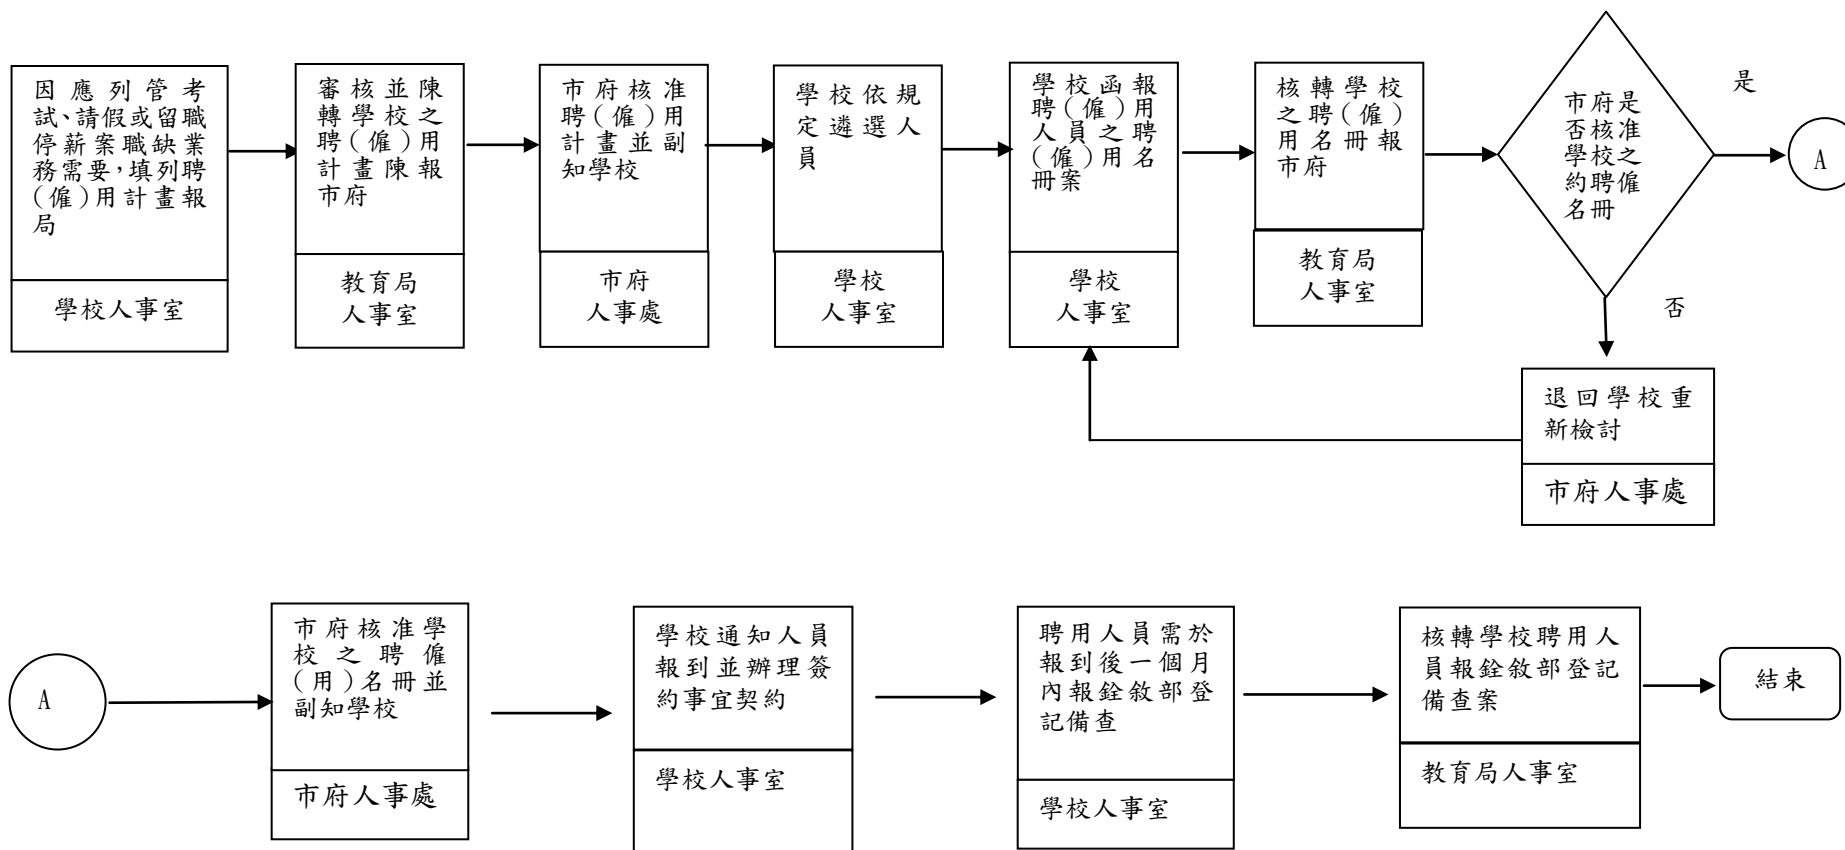 因應列管考
試、請假或留職
停薪案職缺業
務需要，填列聘
(僱)用計畫報
局
學校人事室
審核並陳
轉學校之
聘(僱)用
計畫陳報
市府
教育局
人事室
市府核准
聘(僱)用
計畫並副
知學校
市府
人事處
學校依規
定遴選人
員
學校
人事室
學校函報
聘(僱)用
人員之聘
(僱)用名
冊案
學校
人事室
核轉學校
之聘(僱)
用名冊報
市府
教育局
人事室
市府是
否核准
學校之
約聘僱
名冊
是
A
否
退回學校重
新檢討
市府人事處
A
市府核准學
校之聘僱
(用)名冊並
副知學校
市府人事處
學校通知人員
報到並辦理簽
約事宜契約
學校人事室
聘用人員需於
報到後一個月
內報銓敘部登
記備查
學校人事室
核轉學校聘用人
員報銓敘部登記
備查案
教育局人事室
結束